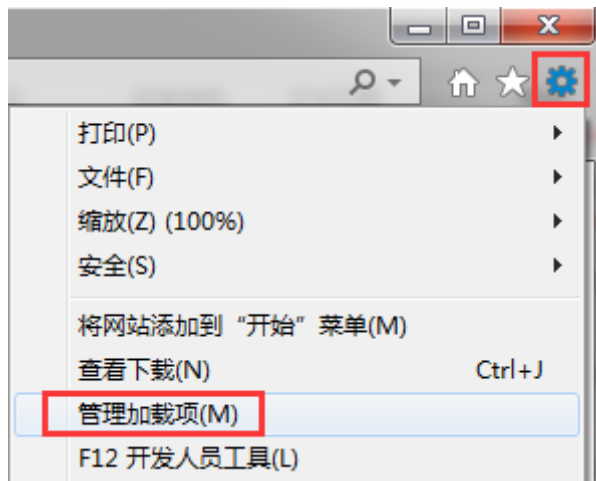 打印(P)
文件(F)
缩放(Z) (100%)
安全(S)
将网站添加到“开始”菜单(M)
查看下载(N) Ctrl+J
管理加载项(M)
F12 开发人员工具(L)